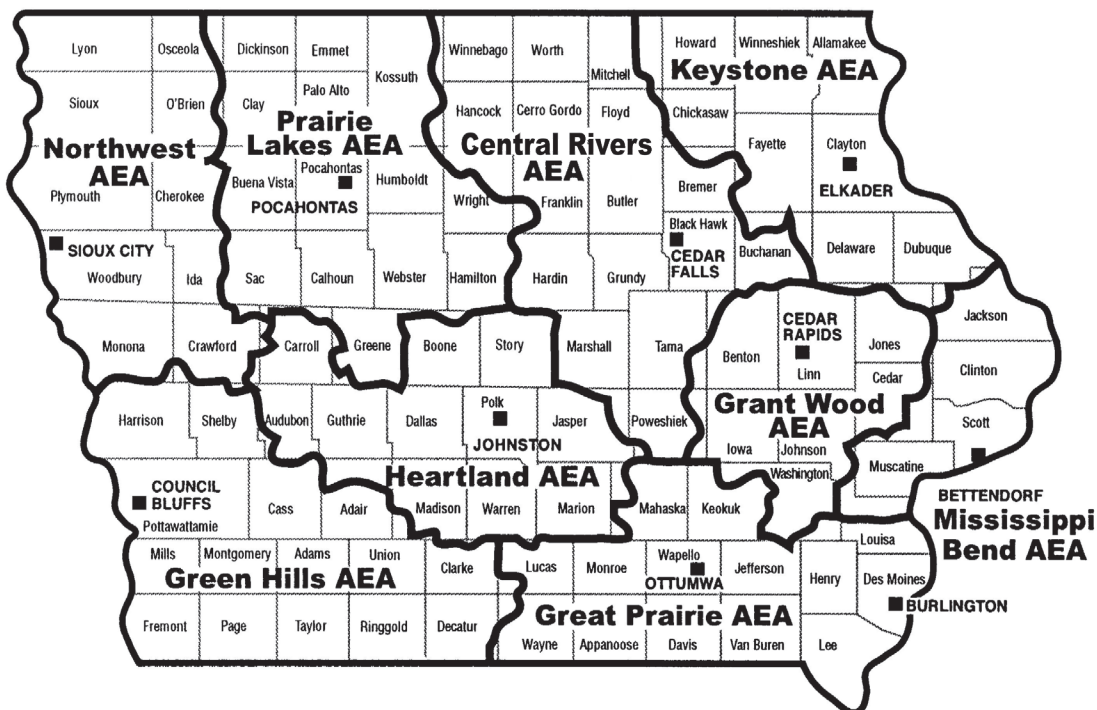 Lyon
Osceola
Dickinson
Emmet
Kossuth
Winnebago
Worth
Mitchell
Howard
Winneshiek
Allamakee
Keystone AEA
Sioux
O'Brien
Clay
Palo Alto
Hancock
Cerro Gordo
Floyd
Chickasaw
Northwest
AEA
Prairie
Lakes AEA
Central Rivers
AEA
Fayette
Clayton
ELKADER
Plymouth
Cherokee
Buena Vista
Pocahontas
POCAHONTAS
Humboldt
Wright
Franklin
Butler
Bremer
Black Hawk
CEDAR
FALLS
Buchanan
Delaware
Dubuque
SIOUX CITY
Woodbury
Ida
Sac
Calhoun
Webster
Hamilton
Hardin
Grundy
Jackson
Monona
Crawford
Carroll
Greene
Boone
Story
Marshall
Tama
Benton
CEDAR
RAPIDS
Linn
Jones
Cedar
Clinton
Grant Wood
AEA
Harrison
Shelby
Audubon
Guthrie
Dallas
Polk
JOHNSTON
Jasper
Poweshiek
Iowa
Johnson
Scott
Muscatine
Washington
Heartland AEA
COUNCIL
BLUFFS
Pottawattamie
Cass
Adair
Madison
Warren
Marion
Mahaska
Keokuk
BETTENDORF
Mississippi
Bend AEA
Louisa
Mills
Montgomery
Adams
Union
Clarke
Green Hills AEA
Lucas
Monroe
Wapello
OTTUMWA
Jefferson
Henry
Des Moines
BURLINGTON
Great Prairie AEA
Fremont
Page
Taylor
Ringgold
Decatur
Wayne
Appanoose
Davis
Van Buren
Lee